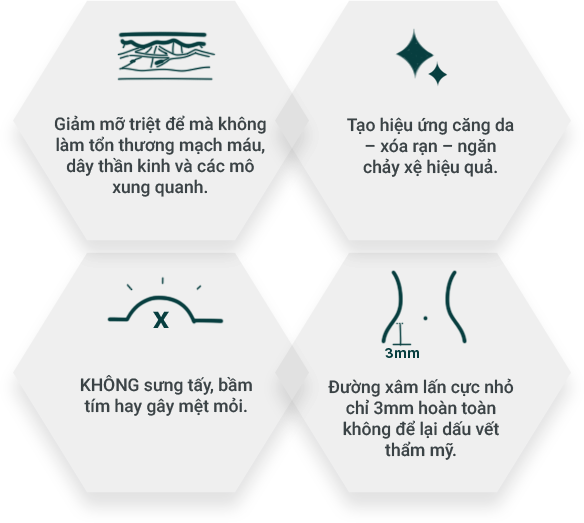 Giảm mỡ triệt để mà không
làm tổn thương mạch máu,
dây thần kinh và các mô
xung quanh.
Tạo hiệu ứng căng da
– xóa rạn – ngăn
chảy xệ hiệu quả.
X
KHÔNG sưng tấy, bầm
tím hay gây mệt mỏi.
3mm
Đường xâm lấn cực nhỏ
chỉ 3mm hoàn toàn
không để lại dấu vết
thẩm mỹ.